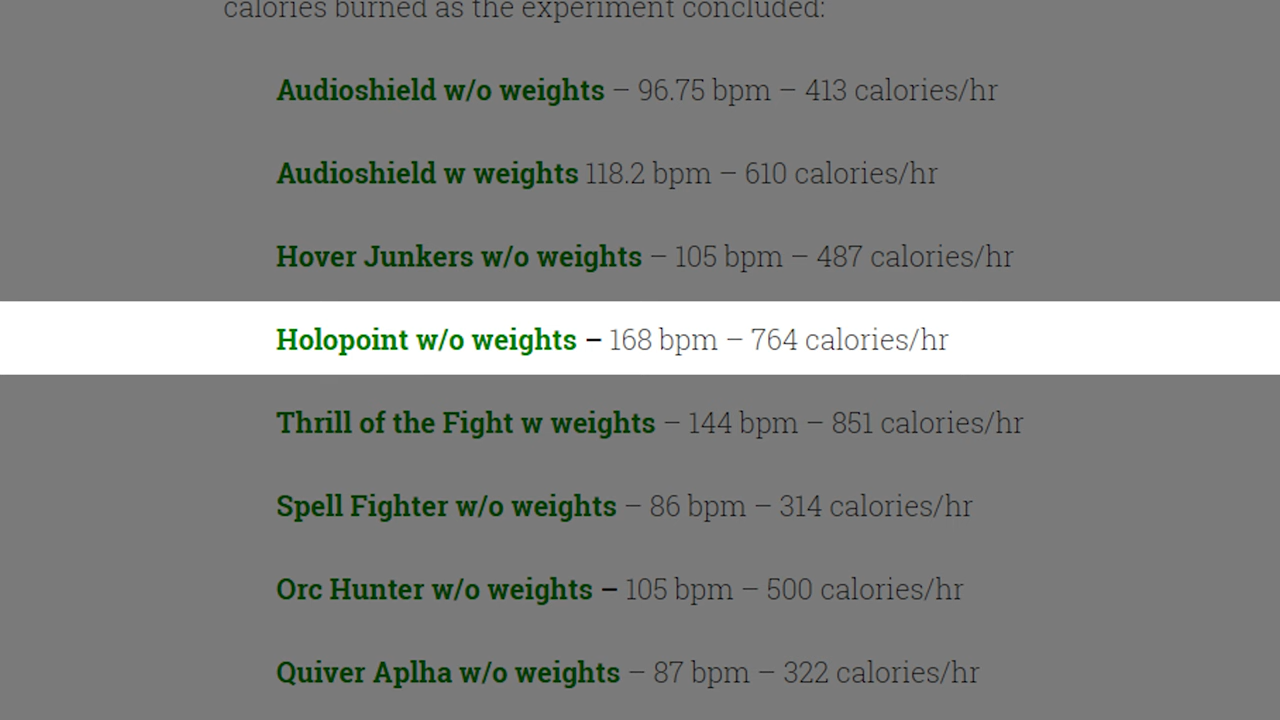 calories burned as the experiment concluded:
Audioshield w/o weights – 96.75 bpm – 413 calories/hr
Audioshield w weights 118.2 bpm – 610 calories/hr
Hover Junkers w/o weights – 105 bpm – 487 calories/hr
Holopoint w/o weights – 168 bpm – 764 calories/hr
Thrill of the Fight w weights – 144 bpm – 851 calories/hr
Spell Fighter w/o weights – 86 bpm – 314 calories/hr
Orc Hunter w/o weights – 105 bpm – 500 calories/hr
Quiver Aplha w/o weights – 87 bpm – 322 calories/hr